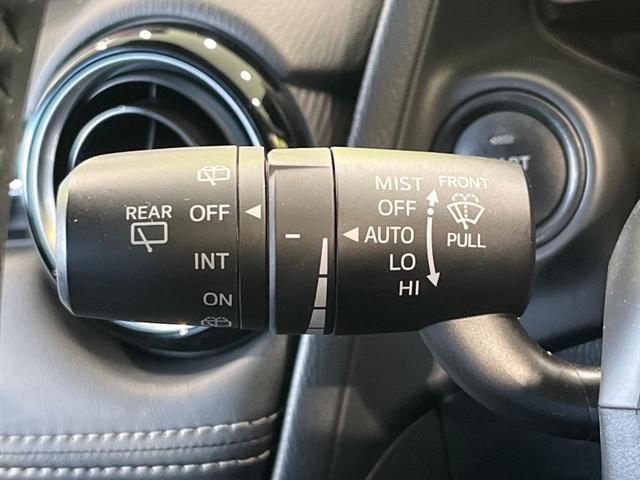 REAR
OFF
INT
ON
MIST
OFF
AUTO
LO
HI
FRONT
PULL